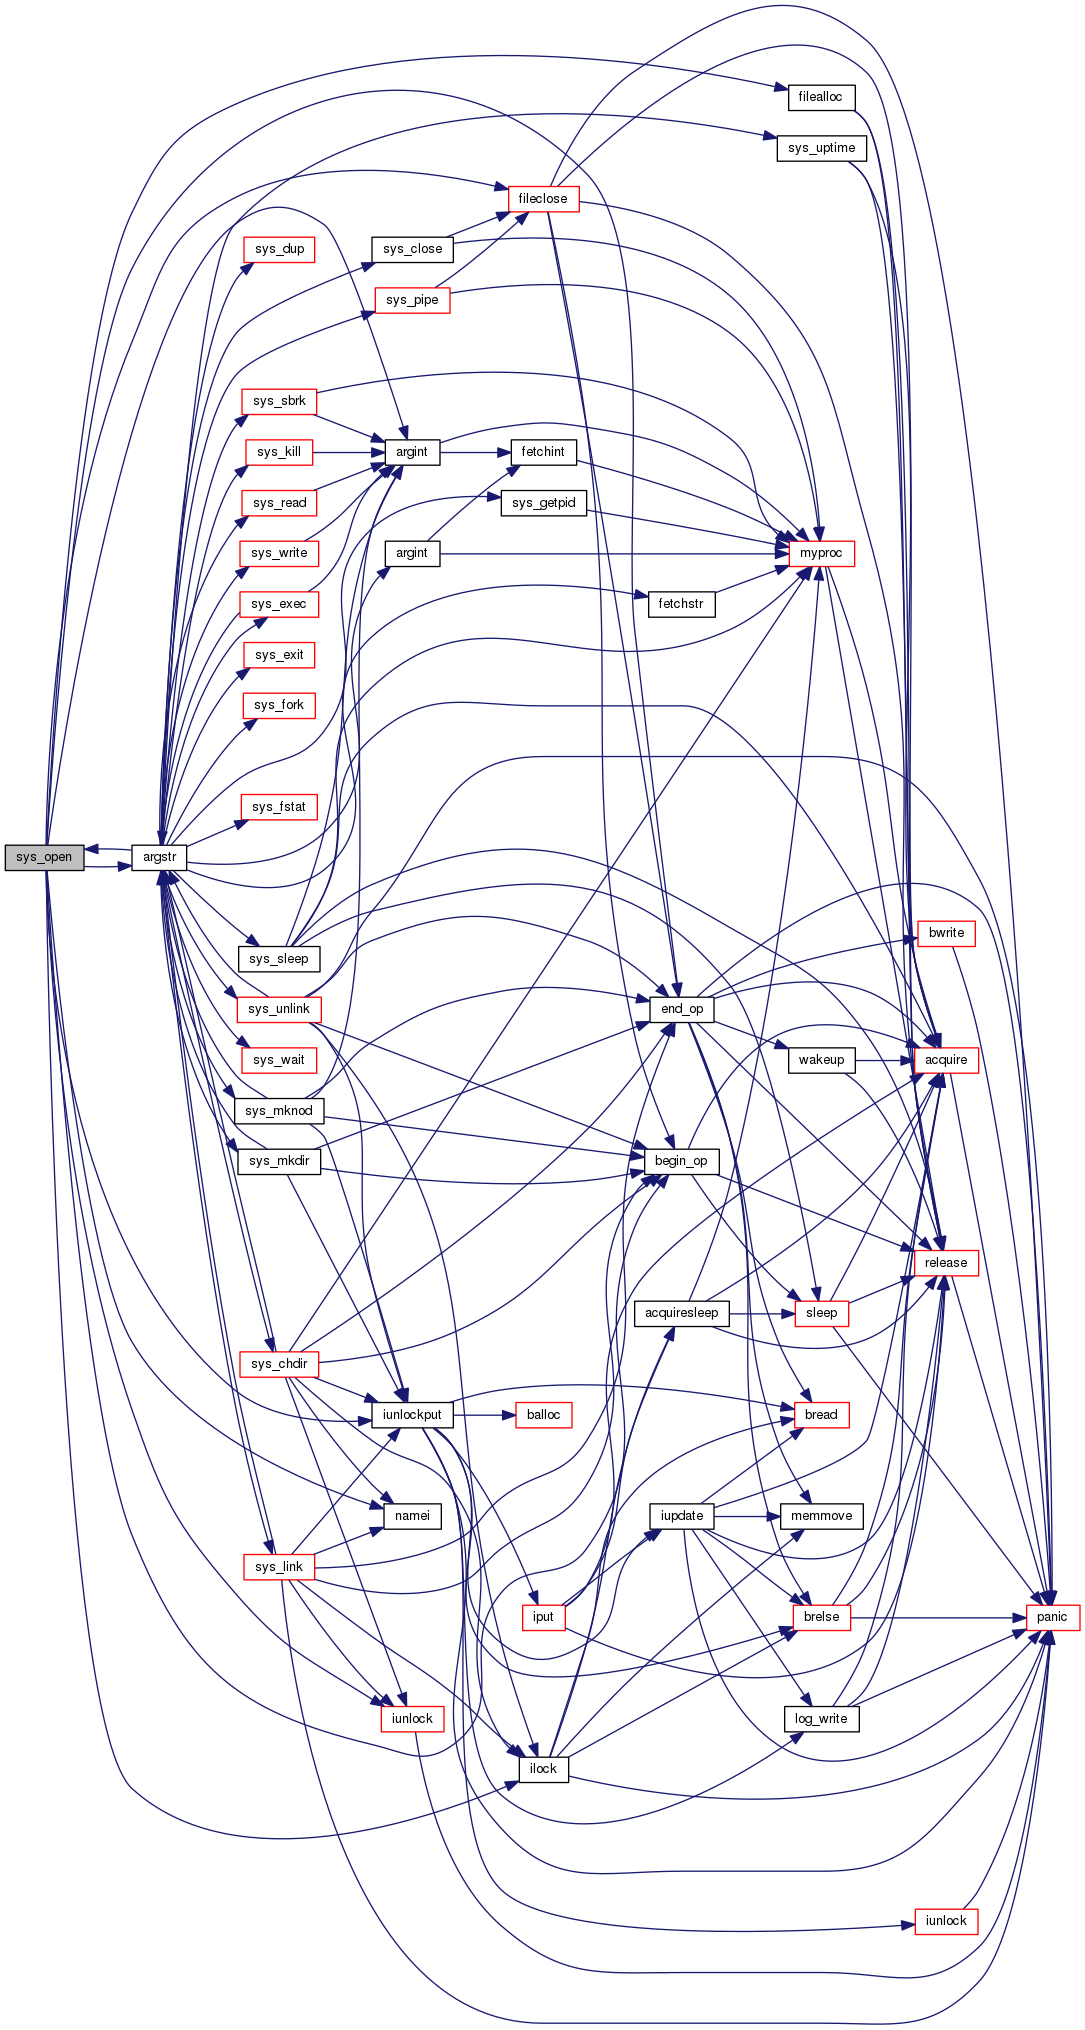 filealloc
sys_uptime
fileclose
sys_dup
sys_close
sys_pipe
sys_sbrk
sys_kill
argint
fetchint
sys_read
sys_getpid
sys_write
argint
myproc
sys_exec
fetchstr
sys_exit
sys_fork
sys_fstat
sys_open
argstr
bwrite
sys_sleep
sys_unlink
end_op
sys_wait
wakeup
acquire
sys_mknod
sys_mkdir
begin_op
release
acquiresleep
sleep
sys_chdir
iunlockput
balloc
bread
namei
iupdate
memmove
sys_link
iput
brelse
panic
iunlock
log_write
ilock
iunlock